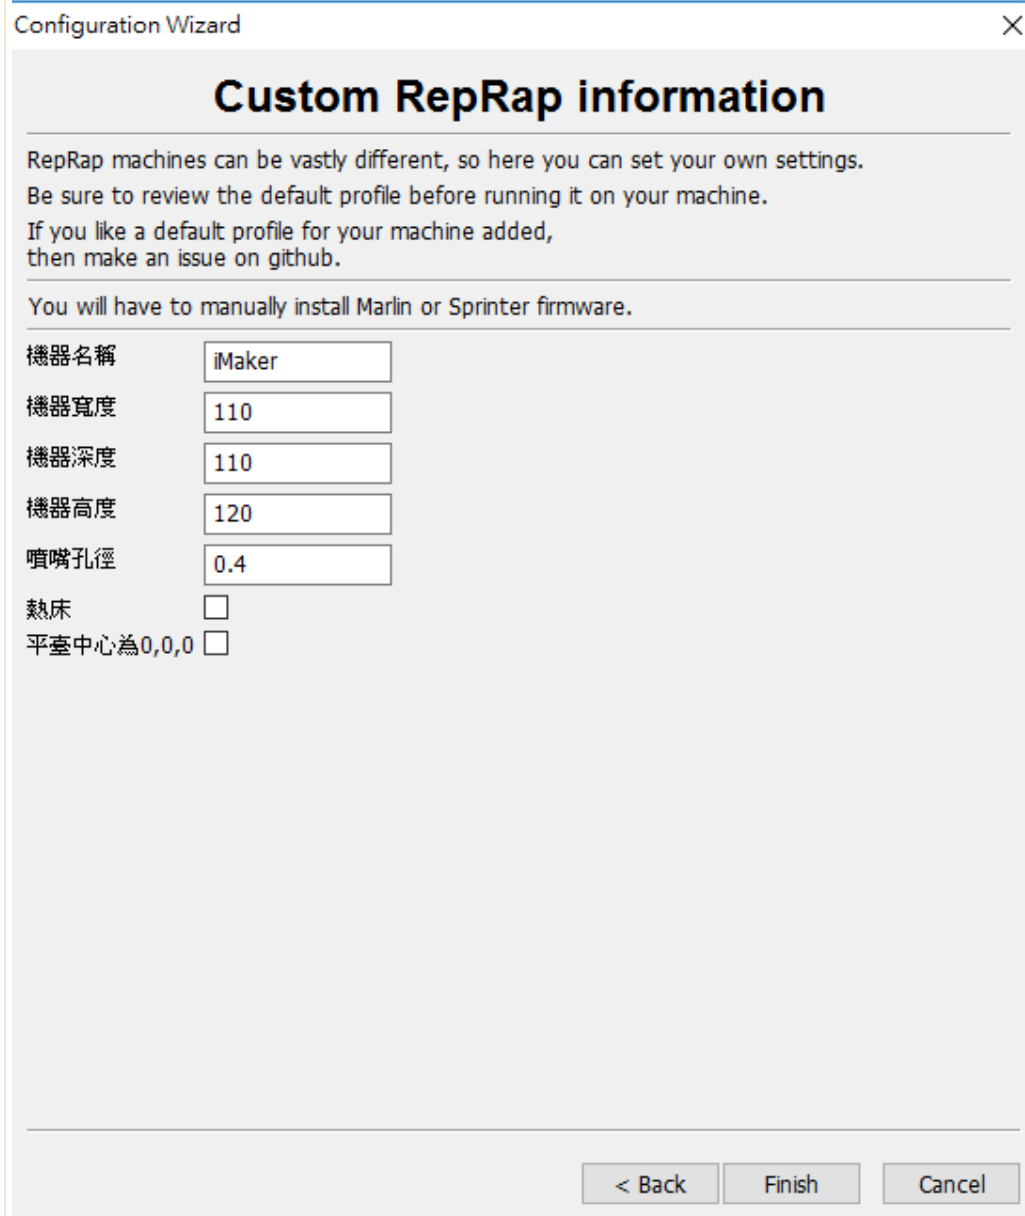 Configuration Wizard
Custom RepRap information
RepRap machines can be vastly different, so here you can set your own settings.
Be sure to review the default profile before running it on your machine.
If you like a default profile for your machine added,
then make an issue on github.
You will have to manually install Marlin or Sprinter firmware.
機器名稱 iMaker
機器寬度 110
機器深度 110
機器高度 120
噴嘴孔徑 0.4
熱床
平臺中心為0,0,0
< Back Finish Cancel